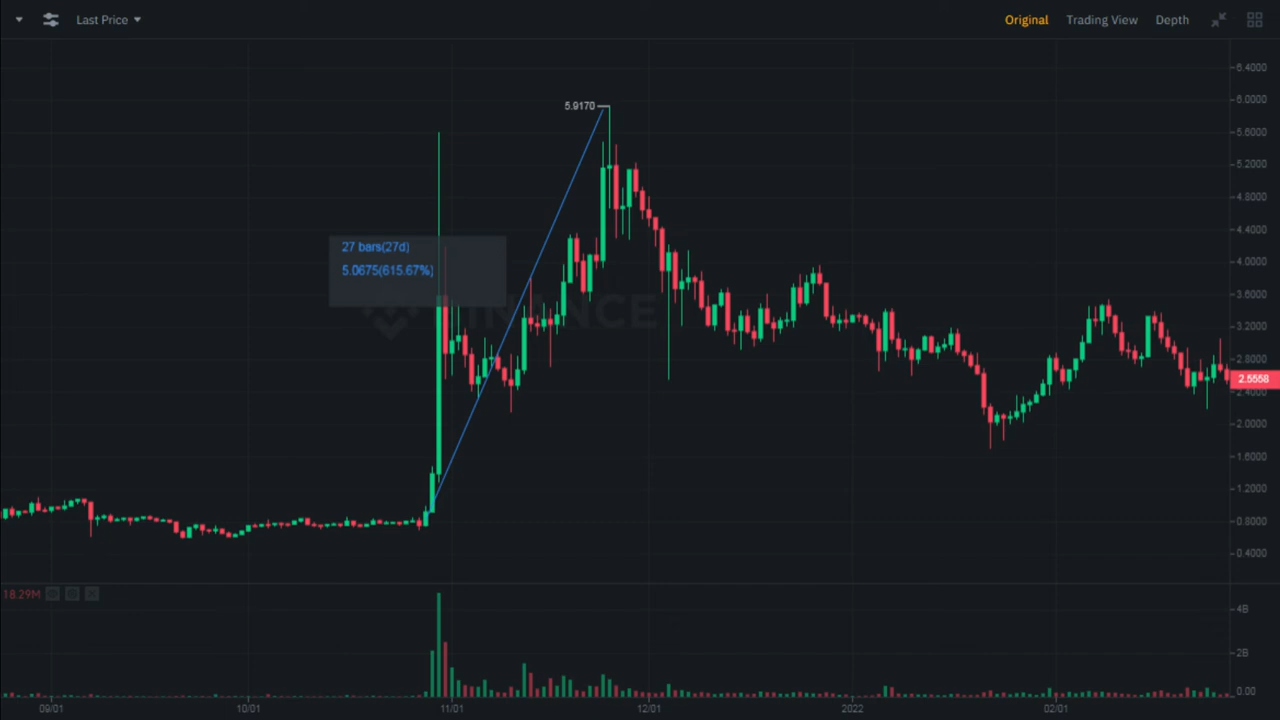 Last Price
Original Trading View Depth
6.4000
6.0000
5.9170
5.6000
5.2000
4.8000
4.4000
27 bars(27d)
4.0000
5.0675(615.67%)
3.6000
BINANCE
3.2000
2.8000
2.5558
2.4000
2.0000
1.6000
1.2000
0.8000
0.4000
18.29M
4B
2B
0.00
09/01 10/01 11/01 12/01 2022 02/01